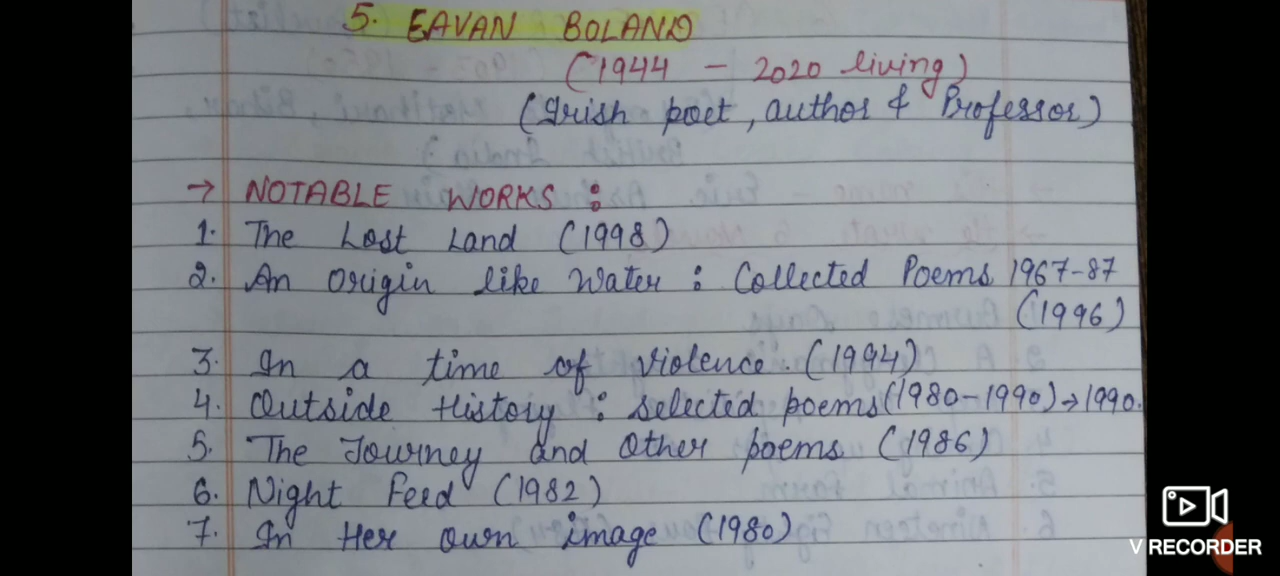 5. EAVAN BOLAND
(1944 - 2020 living)
(Irish poet, author & Professor)
→ NOTABLE WORKS :
1. The Lost Land (1998)
2. An Origin like Water : Collected Poems 1967-87
(1996)
3. In a time of violence. (1994)
4. Outside History : selected poems (1980-1990) → 1990.
5. The Journey and Other poems (1986)
6. Night Feed (1982)
7. In Her own image (1980)
V RECORDER